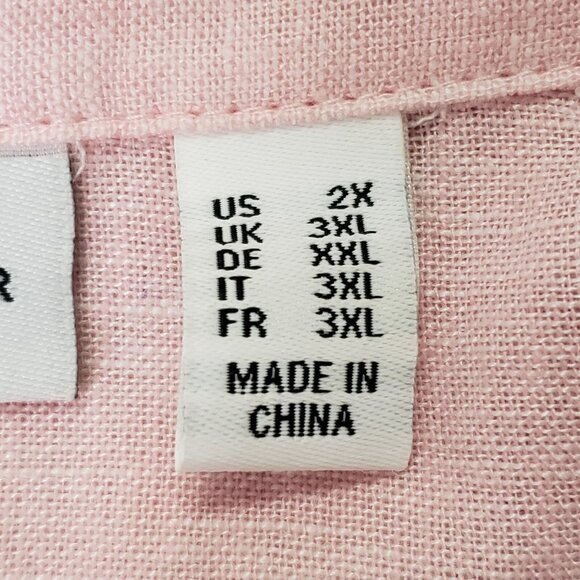 R
US 2X
UK 3XL
DE XXL
IT 3XL
FR 3XL
MADE IN
CHINA